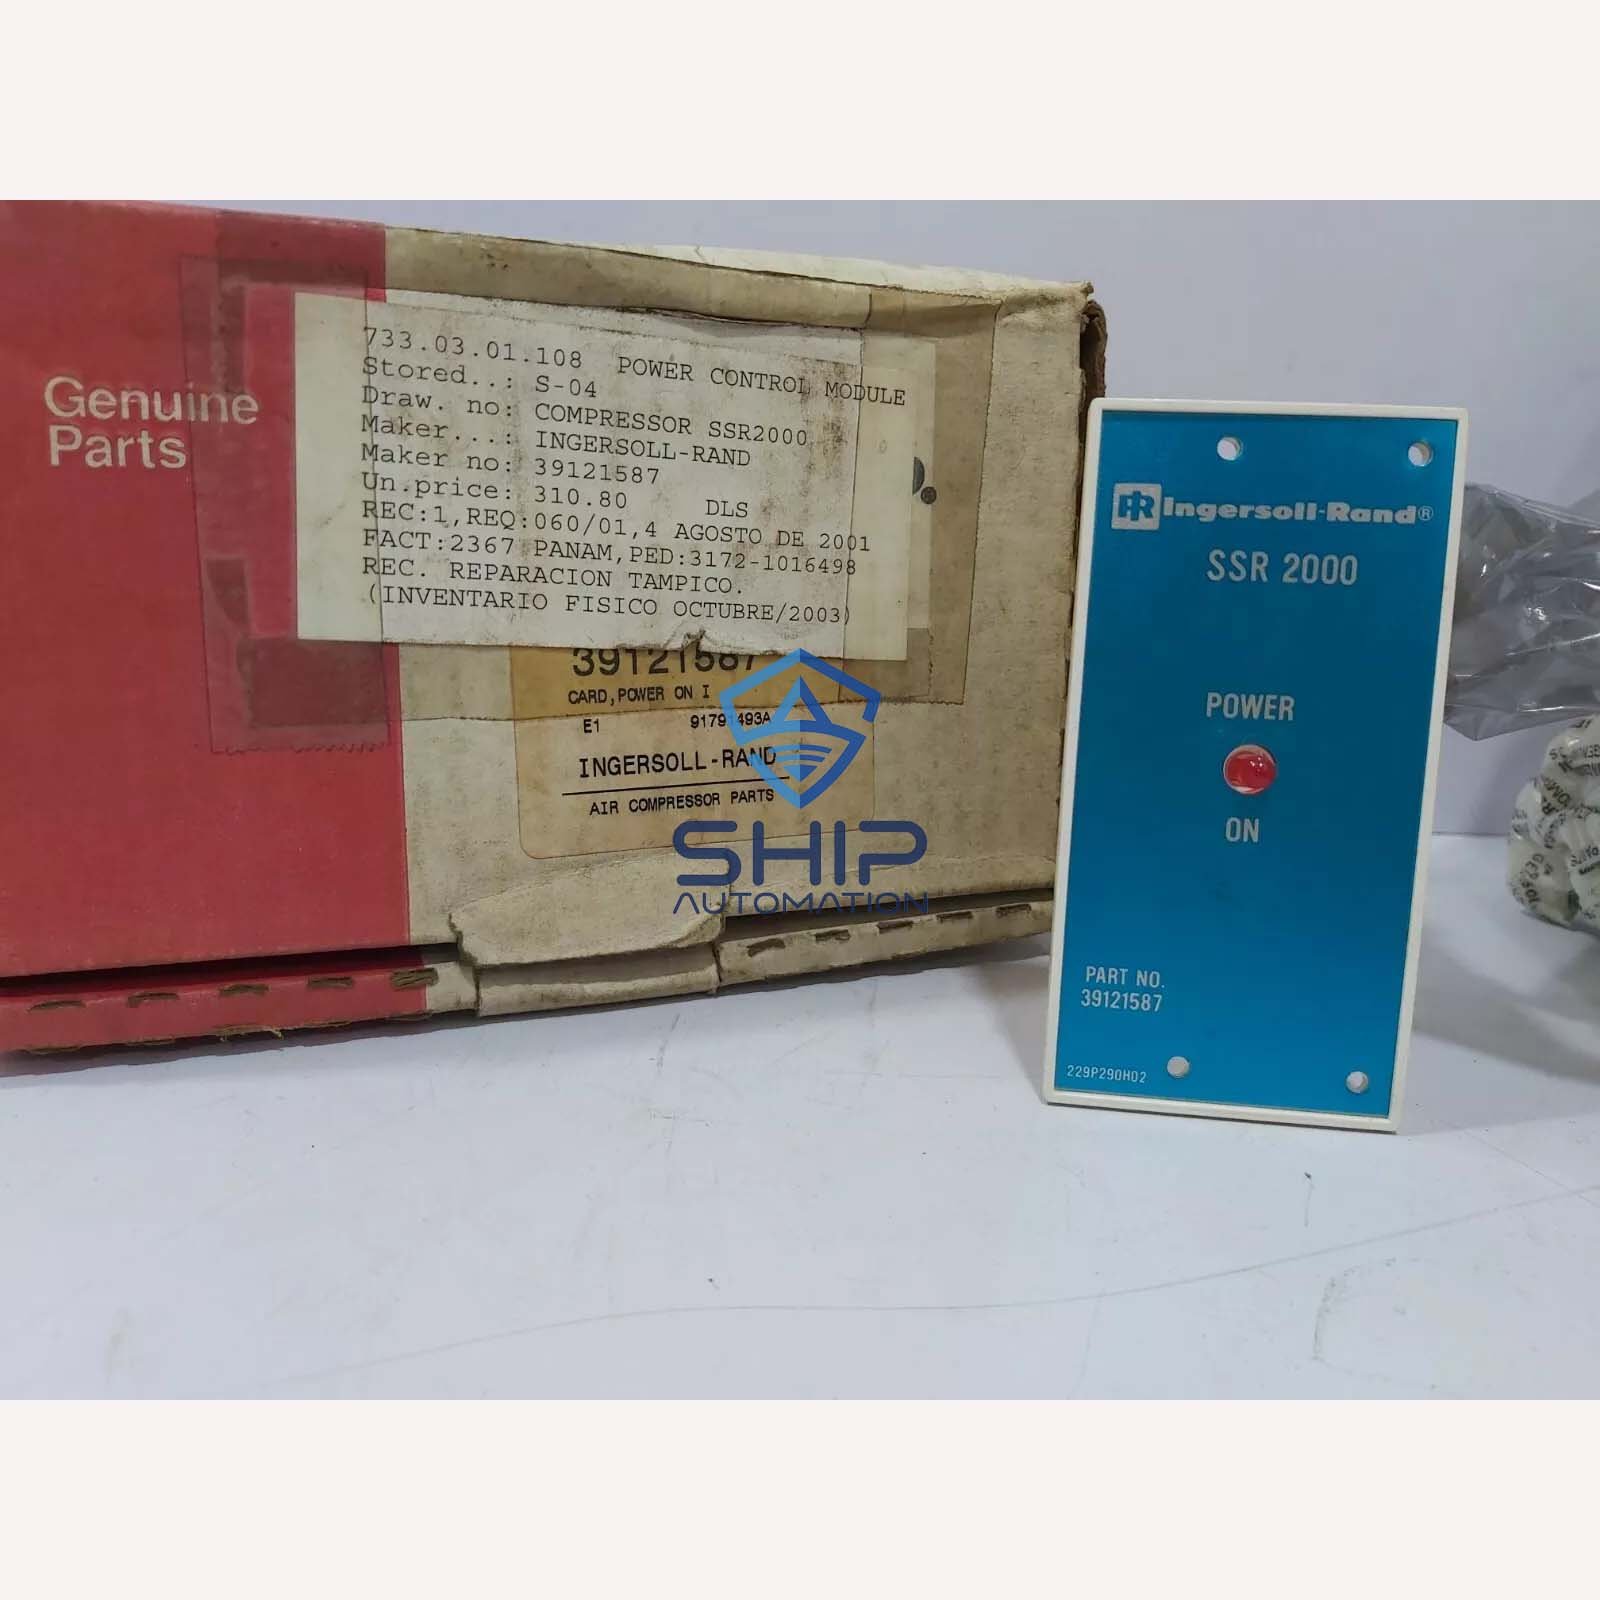 Genuine
Parts
733.03.01.108 POWER CONTROL MODULE
Stored..: S-04
Draw. no: COMPRESSOR SSR2000
Maker...: INGERSOLL-RAND
Maker no: 39121587
Un.price: 310.80 DLS
REC:1,REQ:060/01,4 AGOSTO DE 2001
FACT:2367 PANAM,PED:3172-1016498
REC. REPARACION TAMPICO.
(INVENTARIO FISICO OCTUBRE/2003)
39121587
CARD,POWER ON I
E1 91791493A
INGERSOLL-RAND
AIR COMPRESSOR PARTS
SHIP
AUTOMATION
IR Ingersoll-Rand®
SSR 2000
POWER
ON
PART NO.
39121587
229P290H02